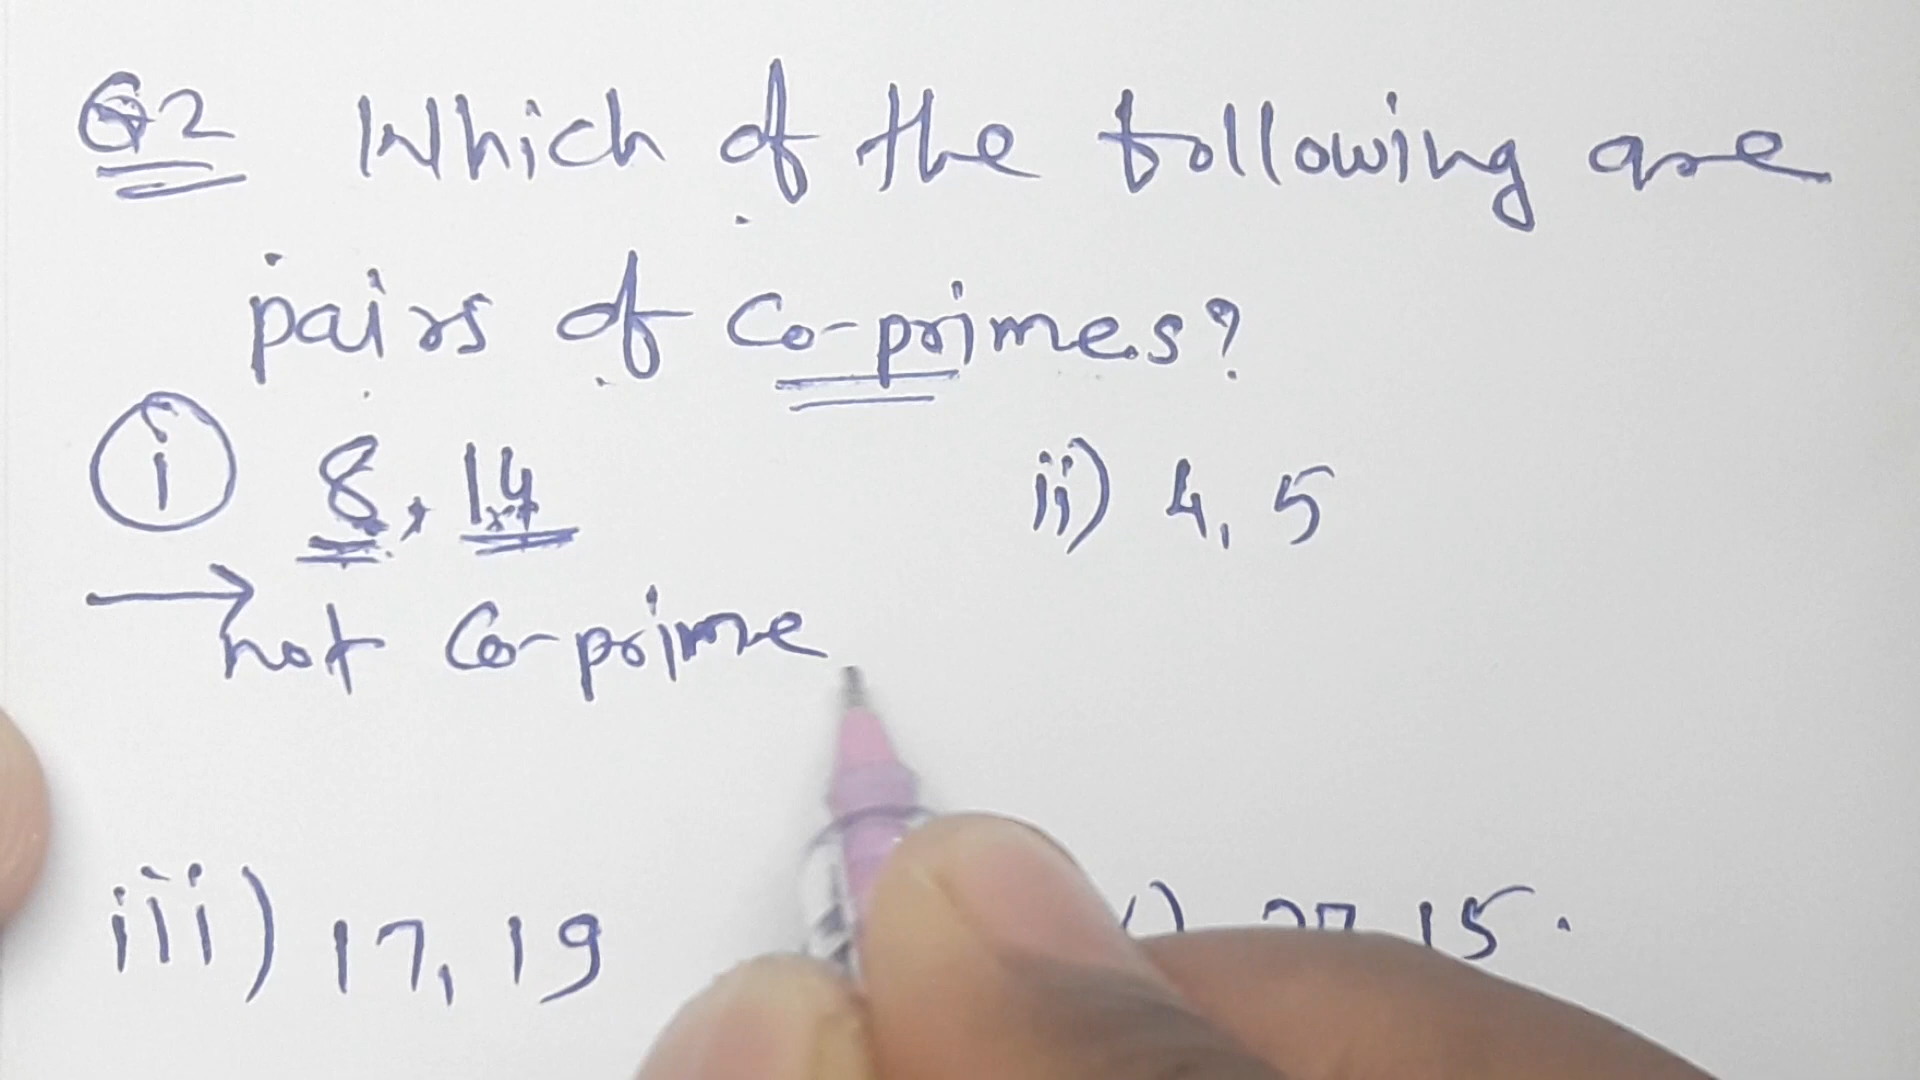 Q2 Which of the following are
pairs of Co-primes?
i 8, 14 ii) 4, 5
→ not Co-prime
iii) 17, 19 15.